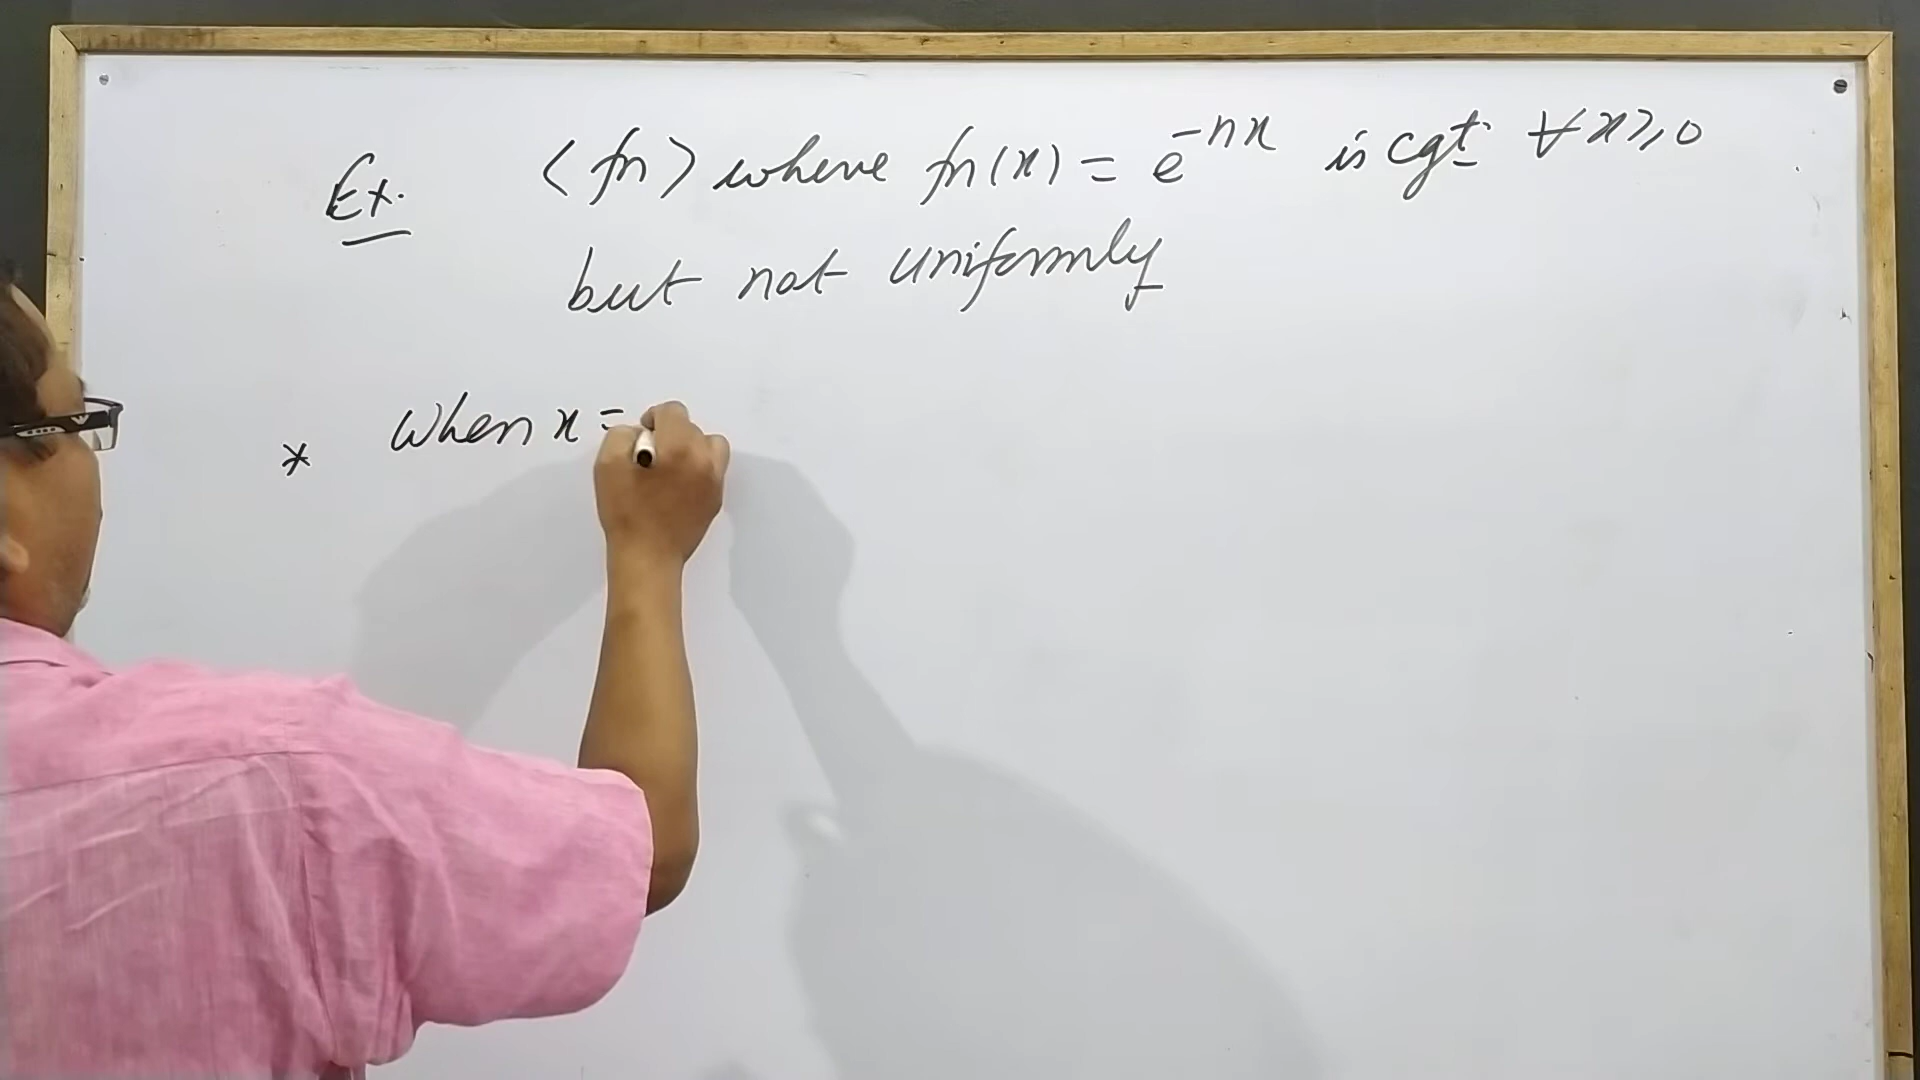 Ex. <fn> where fn(x) = e^-nx is cgt. ∀ x ≥ 0
but not uniformly
* When x =